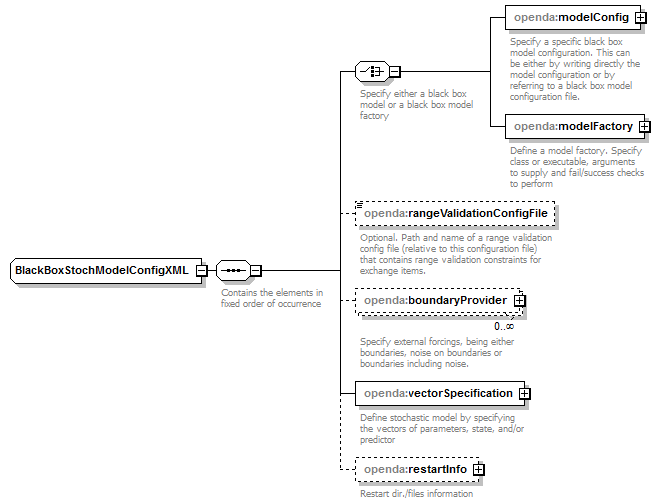 openda:modelConfig
Specify a specific black box
model configuration. This can
be either by writing directly the
model configuration or by
referring to a black box model
configuration file.
Specify either a black box
model or a black box model
factory
openda:modelFactory
Define a model factory. Specify
class or executable, arguments
to supply and fail/success checks
to perform
openda:rangeValidationConfigFile
Optional. Path and name of a range validation
config file (relative to this configuration file)
that contains range validation constraints for
exchange items.
BlackBoxStochModelConfigXML
Contains the elements in
fixed order of occurrence
openda:boundaryProvider
0..∞
Specify external forcings, being either
boundaries, noise on boundaries or
boundaries including noise.
openda:vectorSpecification
Define stochastic model by specifying
the vectors of parameters, state, and/or
predictor
openda:restartInfo
Restart dir./files information